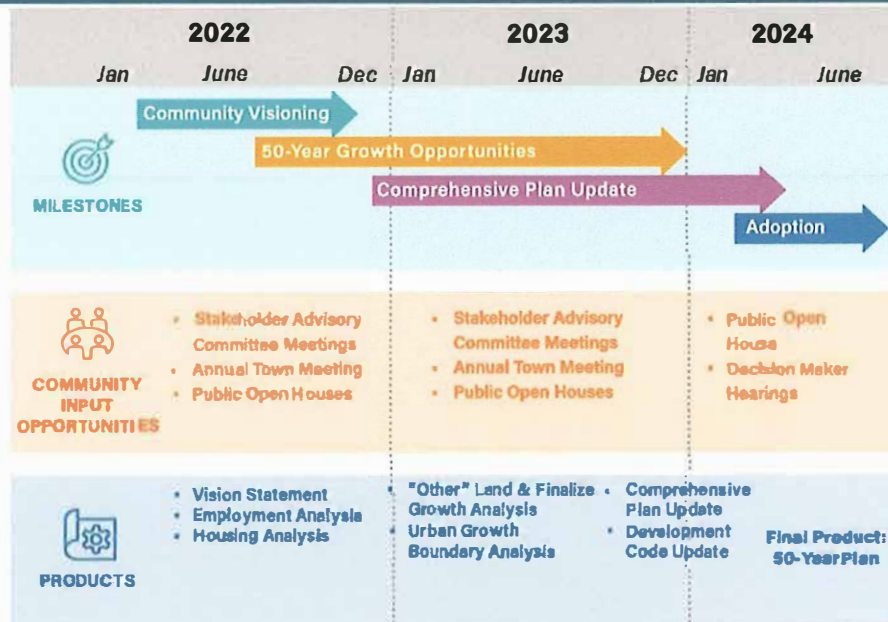 2022
2023
2024
Jan June Dec
Jan June Dec
Jan June
Community Visioning
50-Year Growth Opportunities
Comprehensive Plan Update
Adoption
MILESTONES
COMMUNITY
INPUT
OPPORTUNITIES
• Stakeholder Advisory
Committee Meetings
• Annual Town Meeting
• Public Open Houses
• Stakeholder Advisory
Committee Meetings
• Annual Town Meeting
• Public Open Houses
• Public Open
House
• Decision Maker
Hearings
PRODUCTS
• Vision Statement
• Employment Analysis
• Housing Analysis
• "Other" Land & Finalize
Growth Analysis
• Urban Growth
Boundary Analysis
• Comprehensive
Plan Update
• Development
Code Update
Final Product:
50-Year Plan